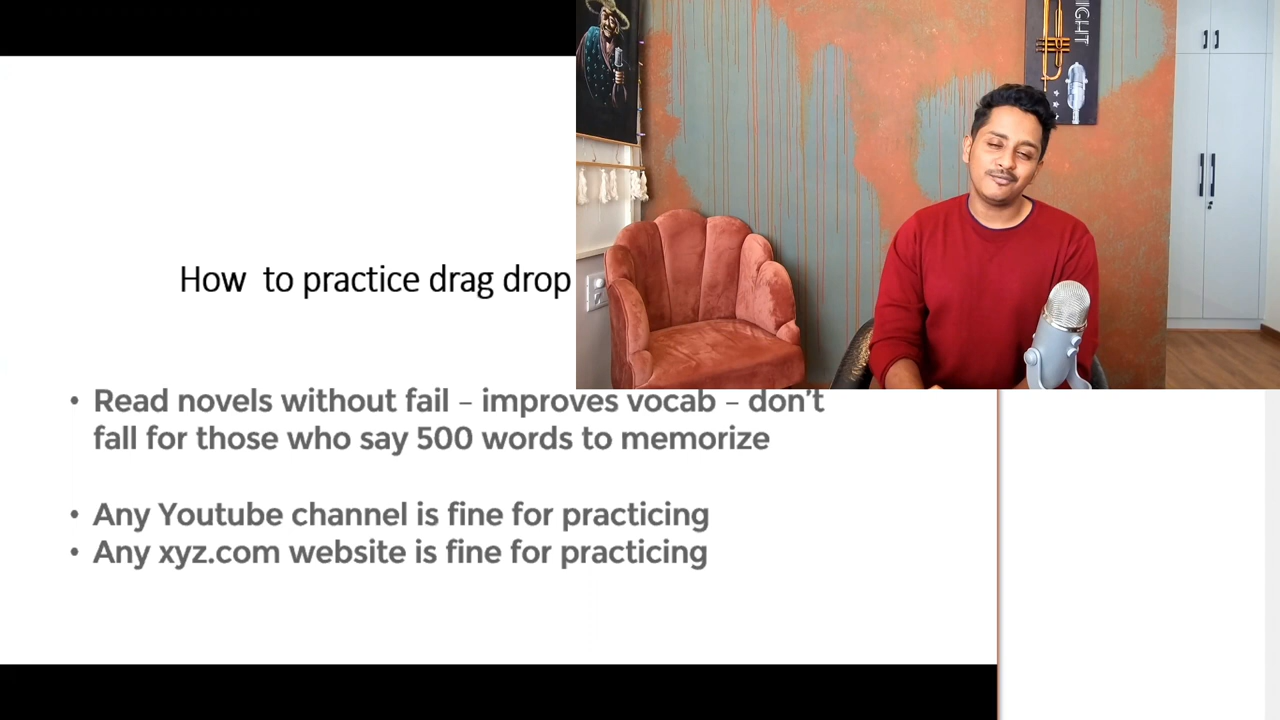 IGHT
How  to practice drag drop
• Read novels without fail – improves vocab – don't
fall for those who say 500 words to memorize
• Any Youtube channel is fine for practicing
• Any xyz.com website is fine for practicing